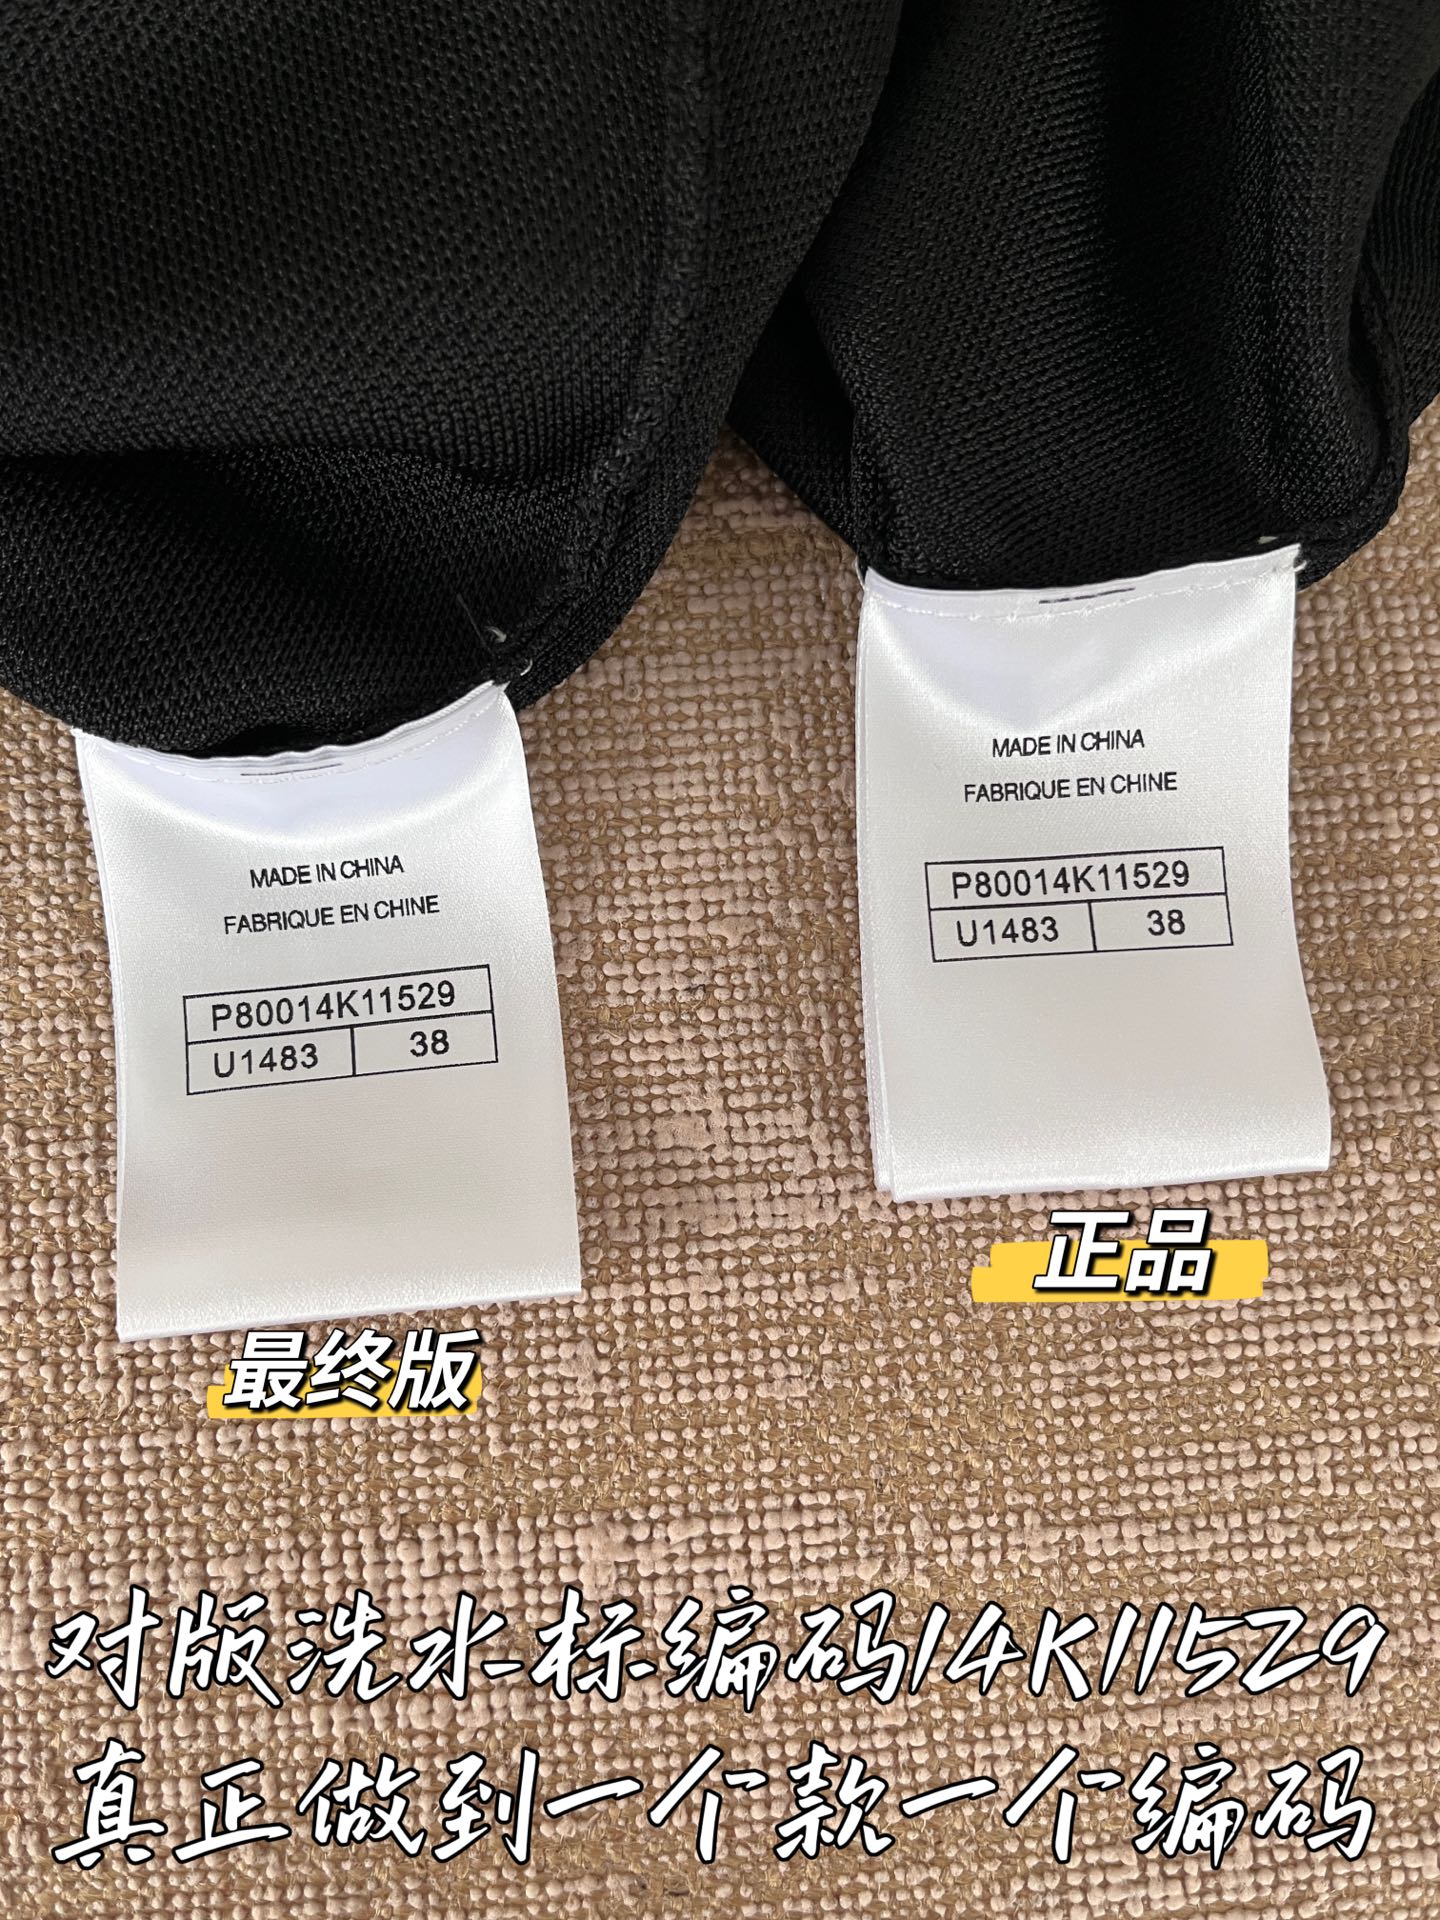 MADE IN CHINA
FABRIQUE EN CHINE
P80014K11529
U1483 38
MADE IN CHINA
FABRIQUE EN CHINE
P80014K11529
U1483 38
正品
最终版
对版洗水标编码14K11529
真正做到一个款一个编码